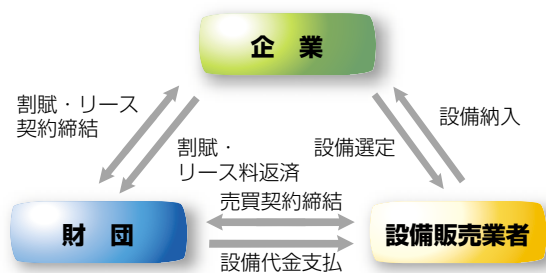 企　業
割賦・リース
契約締結
設備納入
割賦・
リース料返済
設備選定
売買契約締結
財　団
設備販売業者
設備代金支払